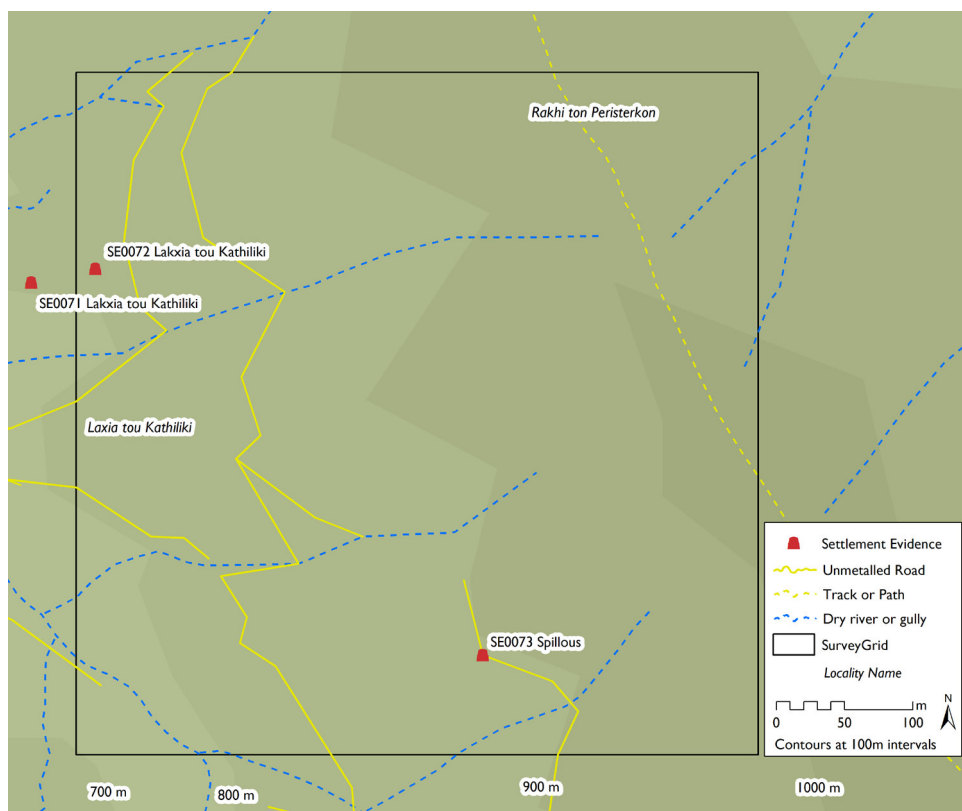 Rakhi ton Peristerkon
SE0072 Lakxia tou Kathiliki
SE0071 Lakxia tou Kathiliki
Laxia tou Kathiliki
SE0073 Spillous
Settlement Evidence
Unmetalled Road
Track or Path
Dry river or gully
SurveyGrid
Locality Name
m
N
0 50 100
Contours at 100m intervals
700 m 800 m 900 m 1000 m